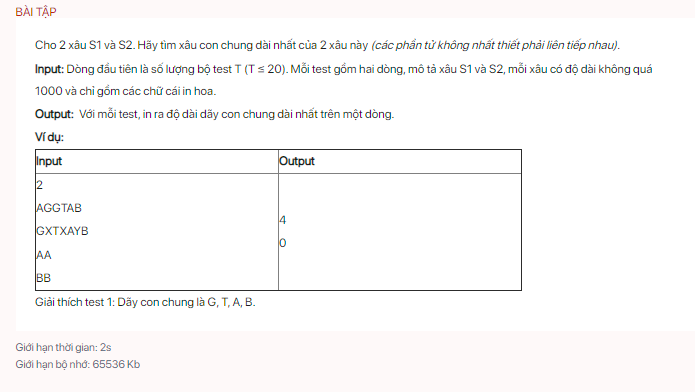 BÀI TẬP
Cho 2 xâu S1 và S2. Hãy tìm xâu con chung dài nhất của 2 xâu này (các phần tử không nhất thiết phải liên tiếp nhau).
Input: Dòng đầu tiên là số lượng bộ test T (T ≤ 20). Mỗi test gồm hai dòng, mô tả xâu S1 và S2, mỗi xâu có độ dài không quá
1000 và chỉ gồm các chữ cái in hoa.
Output: Với mỗi test, in ra độ dài dãy con chung dài nhất trên một dòng.
Ví dụ:
Input Output
2
AGGTAB
GXTXAYB
AA
BB
4
0
Giải thích test 1: Dãy con chung là G, T, A, B.
Giới hạn thời gian: 2s
Giới hạn bộ nhớ: 65536 Kb